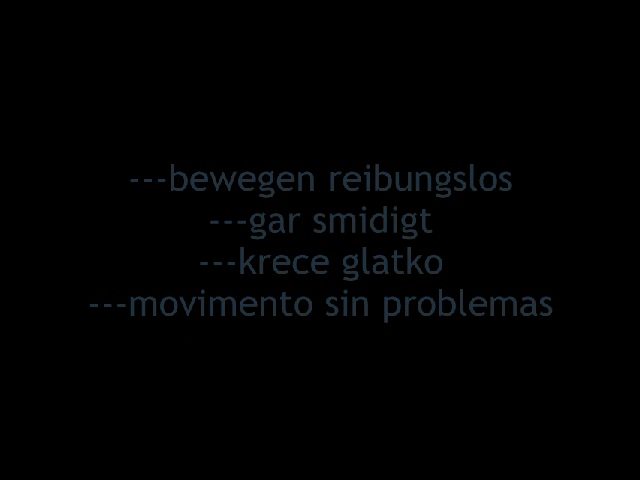 ---bewegen reibungslos
---gar smidigt
---krece glatko
---movimento sin problemas